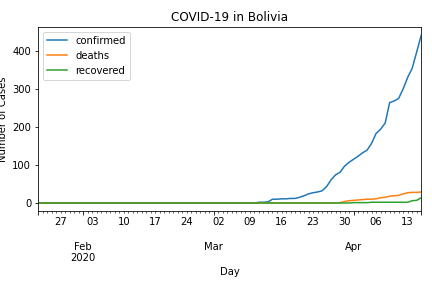 COVID-19 in Bolivia
confirmed
deaths
recovered
400
300
200
100
0
Number of Cases
27 03 10 17 24 02 09 16 23 30 06 13
Feb Mar Apr
2020
Day